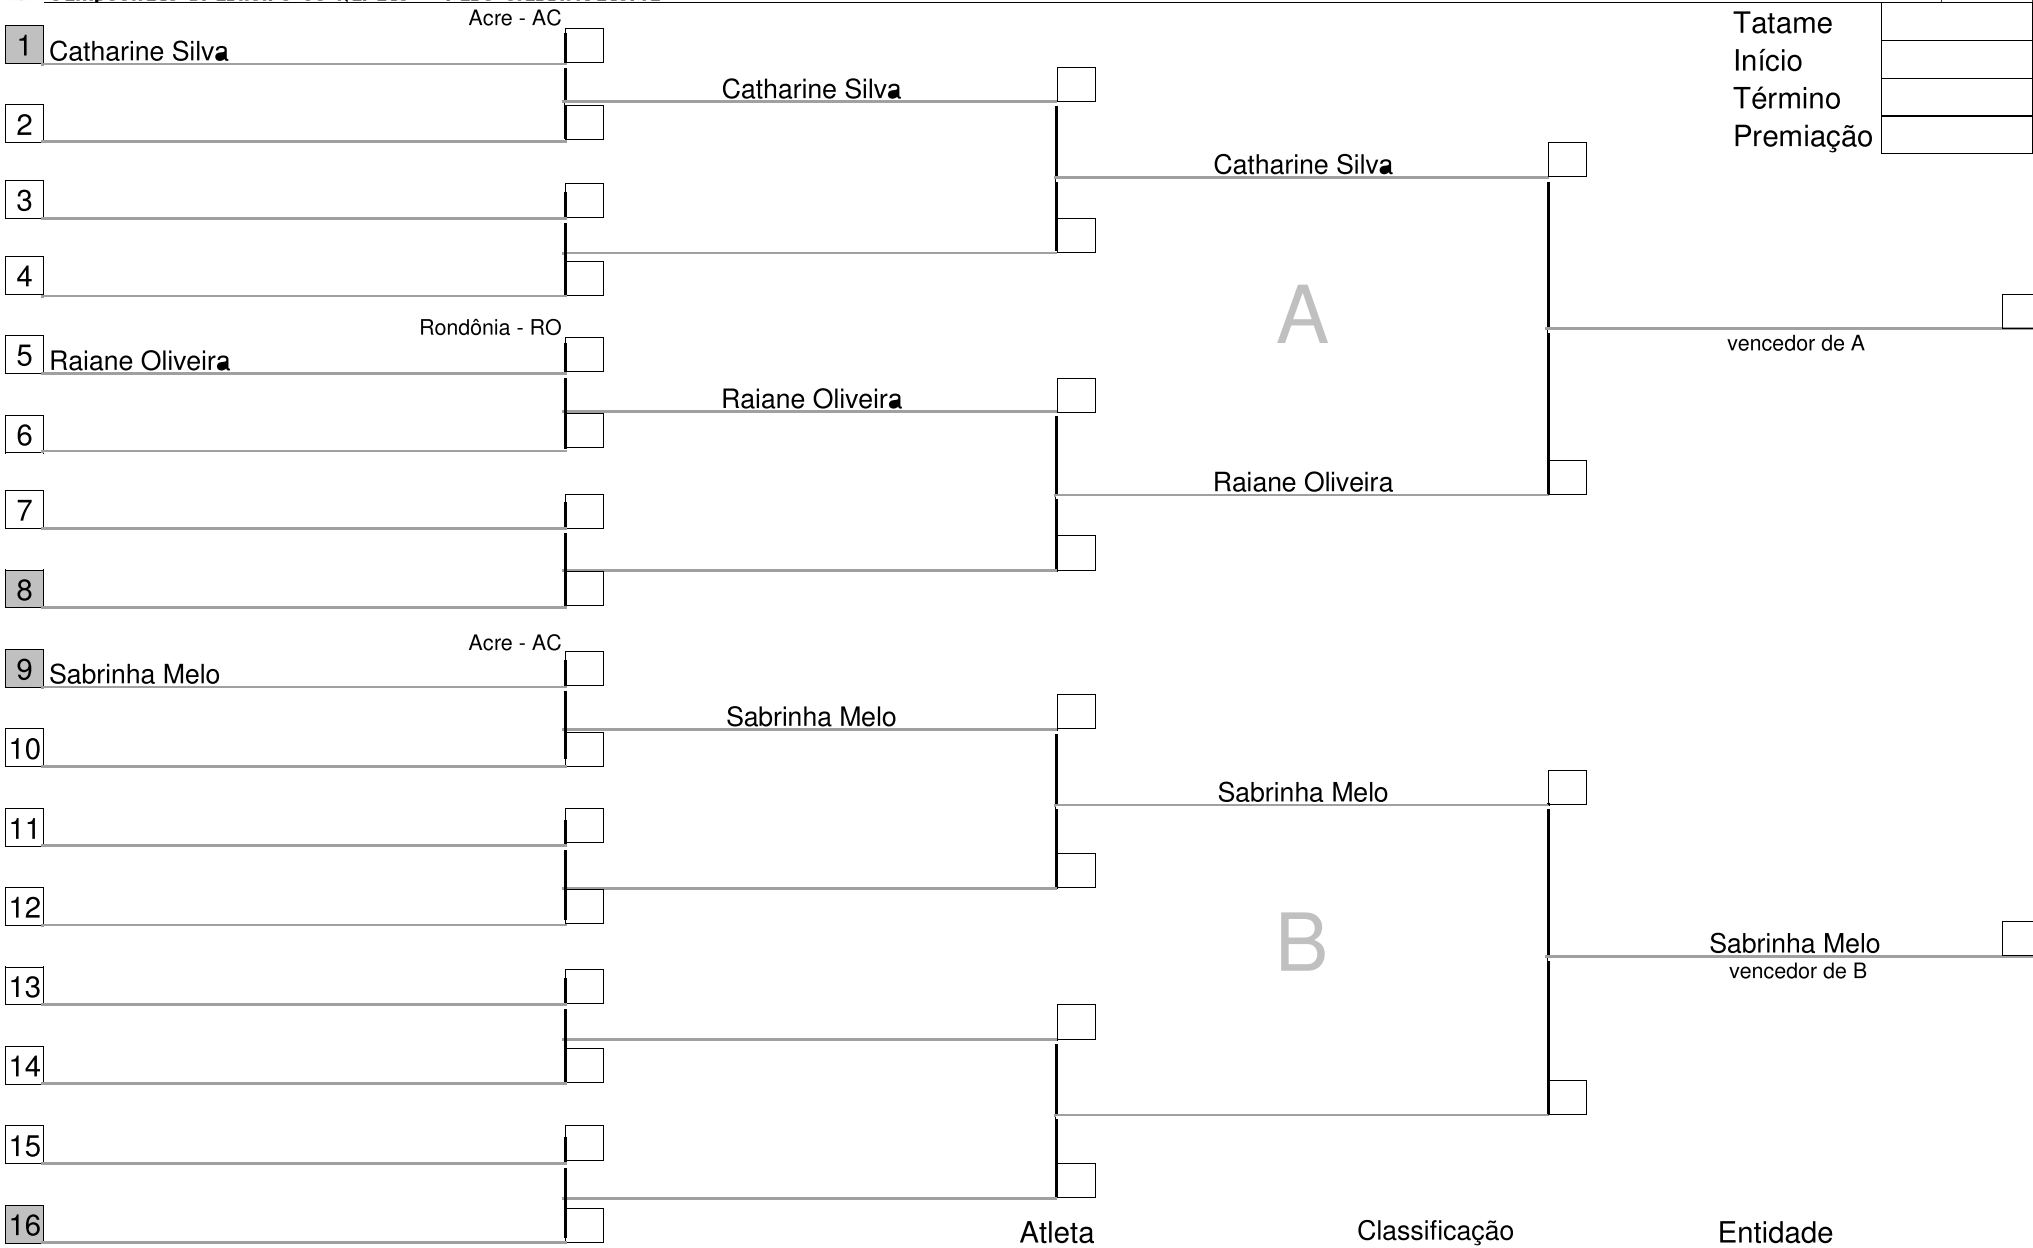 Acre - AC
1 Catharine Silva
2
3
4
Rondônia - RO
5 Raiane Oliveira
6
7
8
Acre - AC
9 Sabrinha Melo
10
11
12
13
14
15
16
Catharine Silva
Raiane Oliveira
Sabrinha Melo
Catharine Silva
A
Raiane Oliveira
Sabrinha Melo
B
Tatame
Início
Término
Premiação
vencedor de A
Sabrinha Melo
vencedor de B
Atleta Classificação Entidade